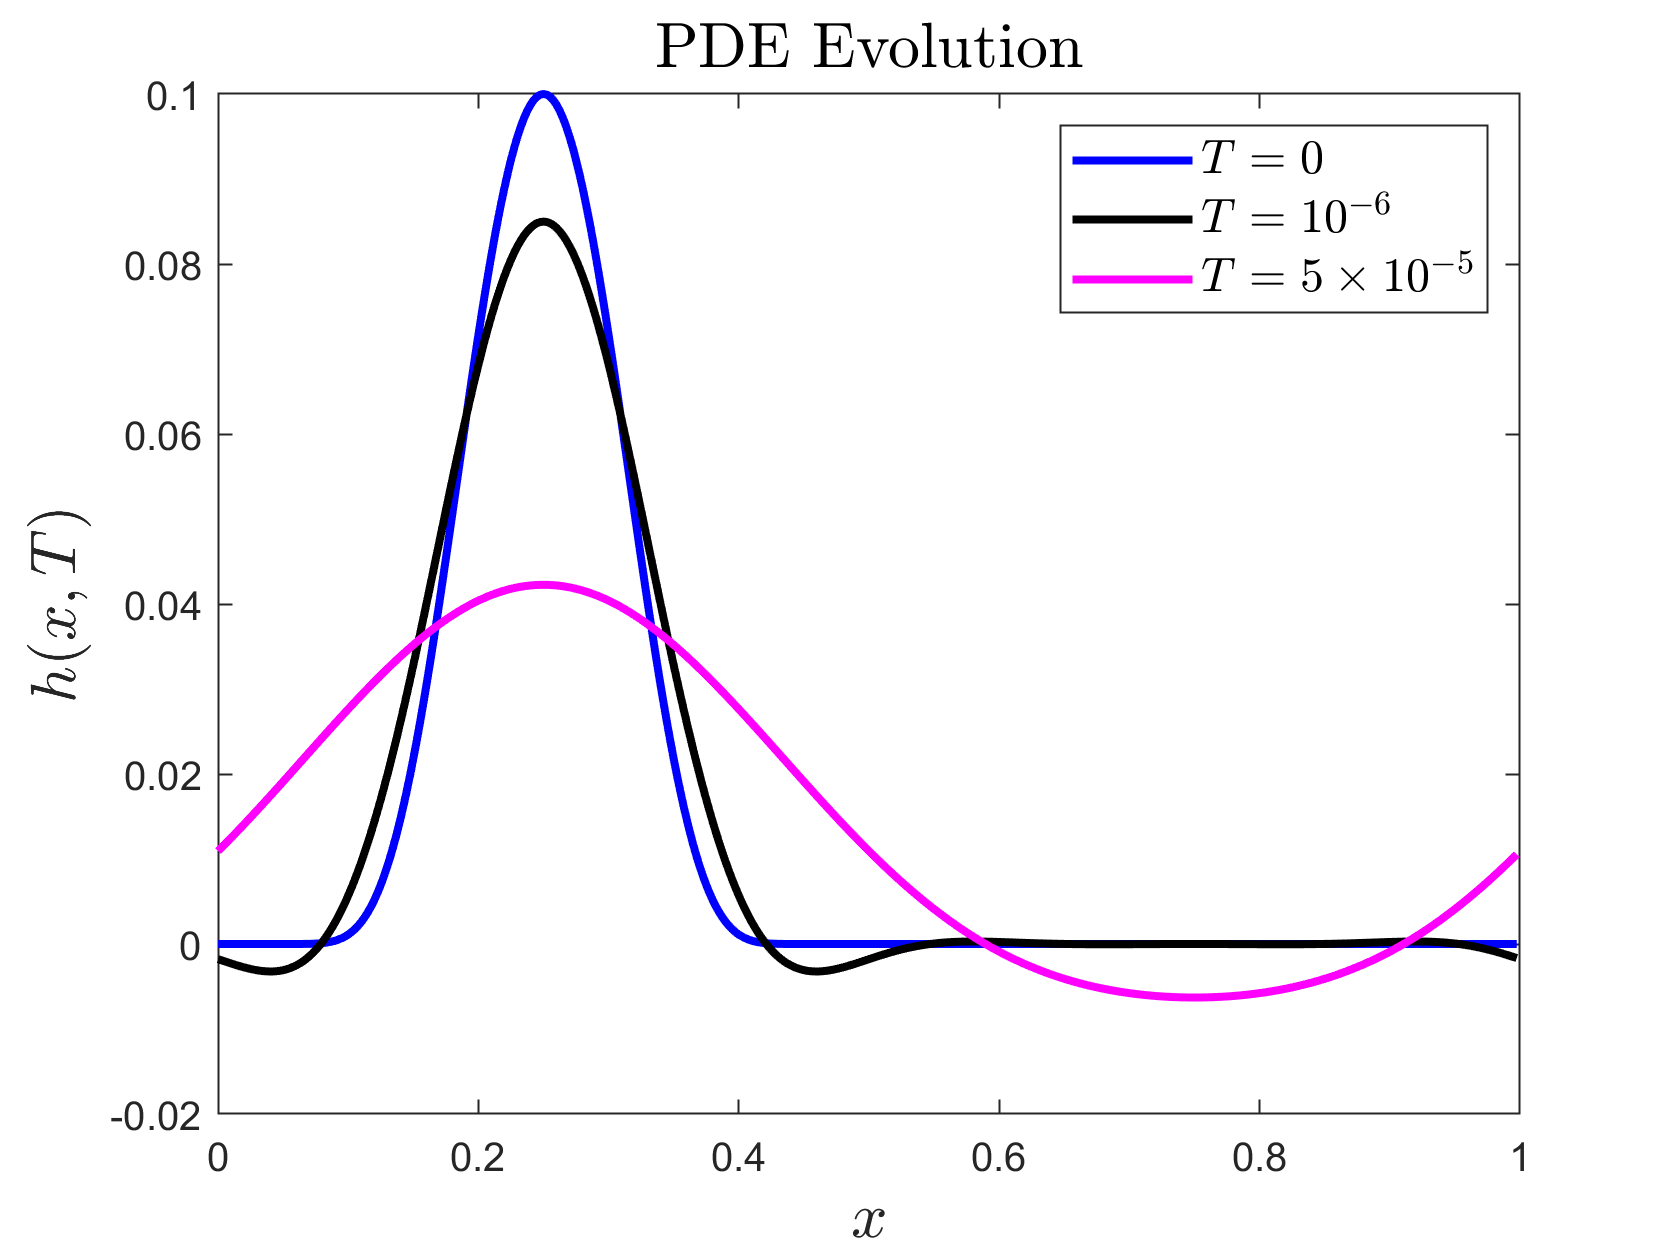 PDE Evolution
0.1
0.08
0.06
0.04
0.02
0
-0.02
h(x, T)
T = 0
T = 10⁻⁶
T = 5 × 10⁻⁵
0 0.2 0.4 0.6 0.8 1
x